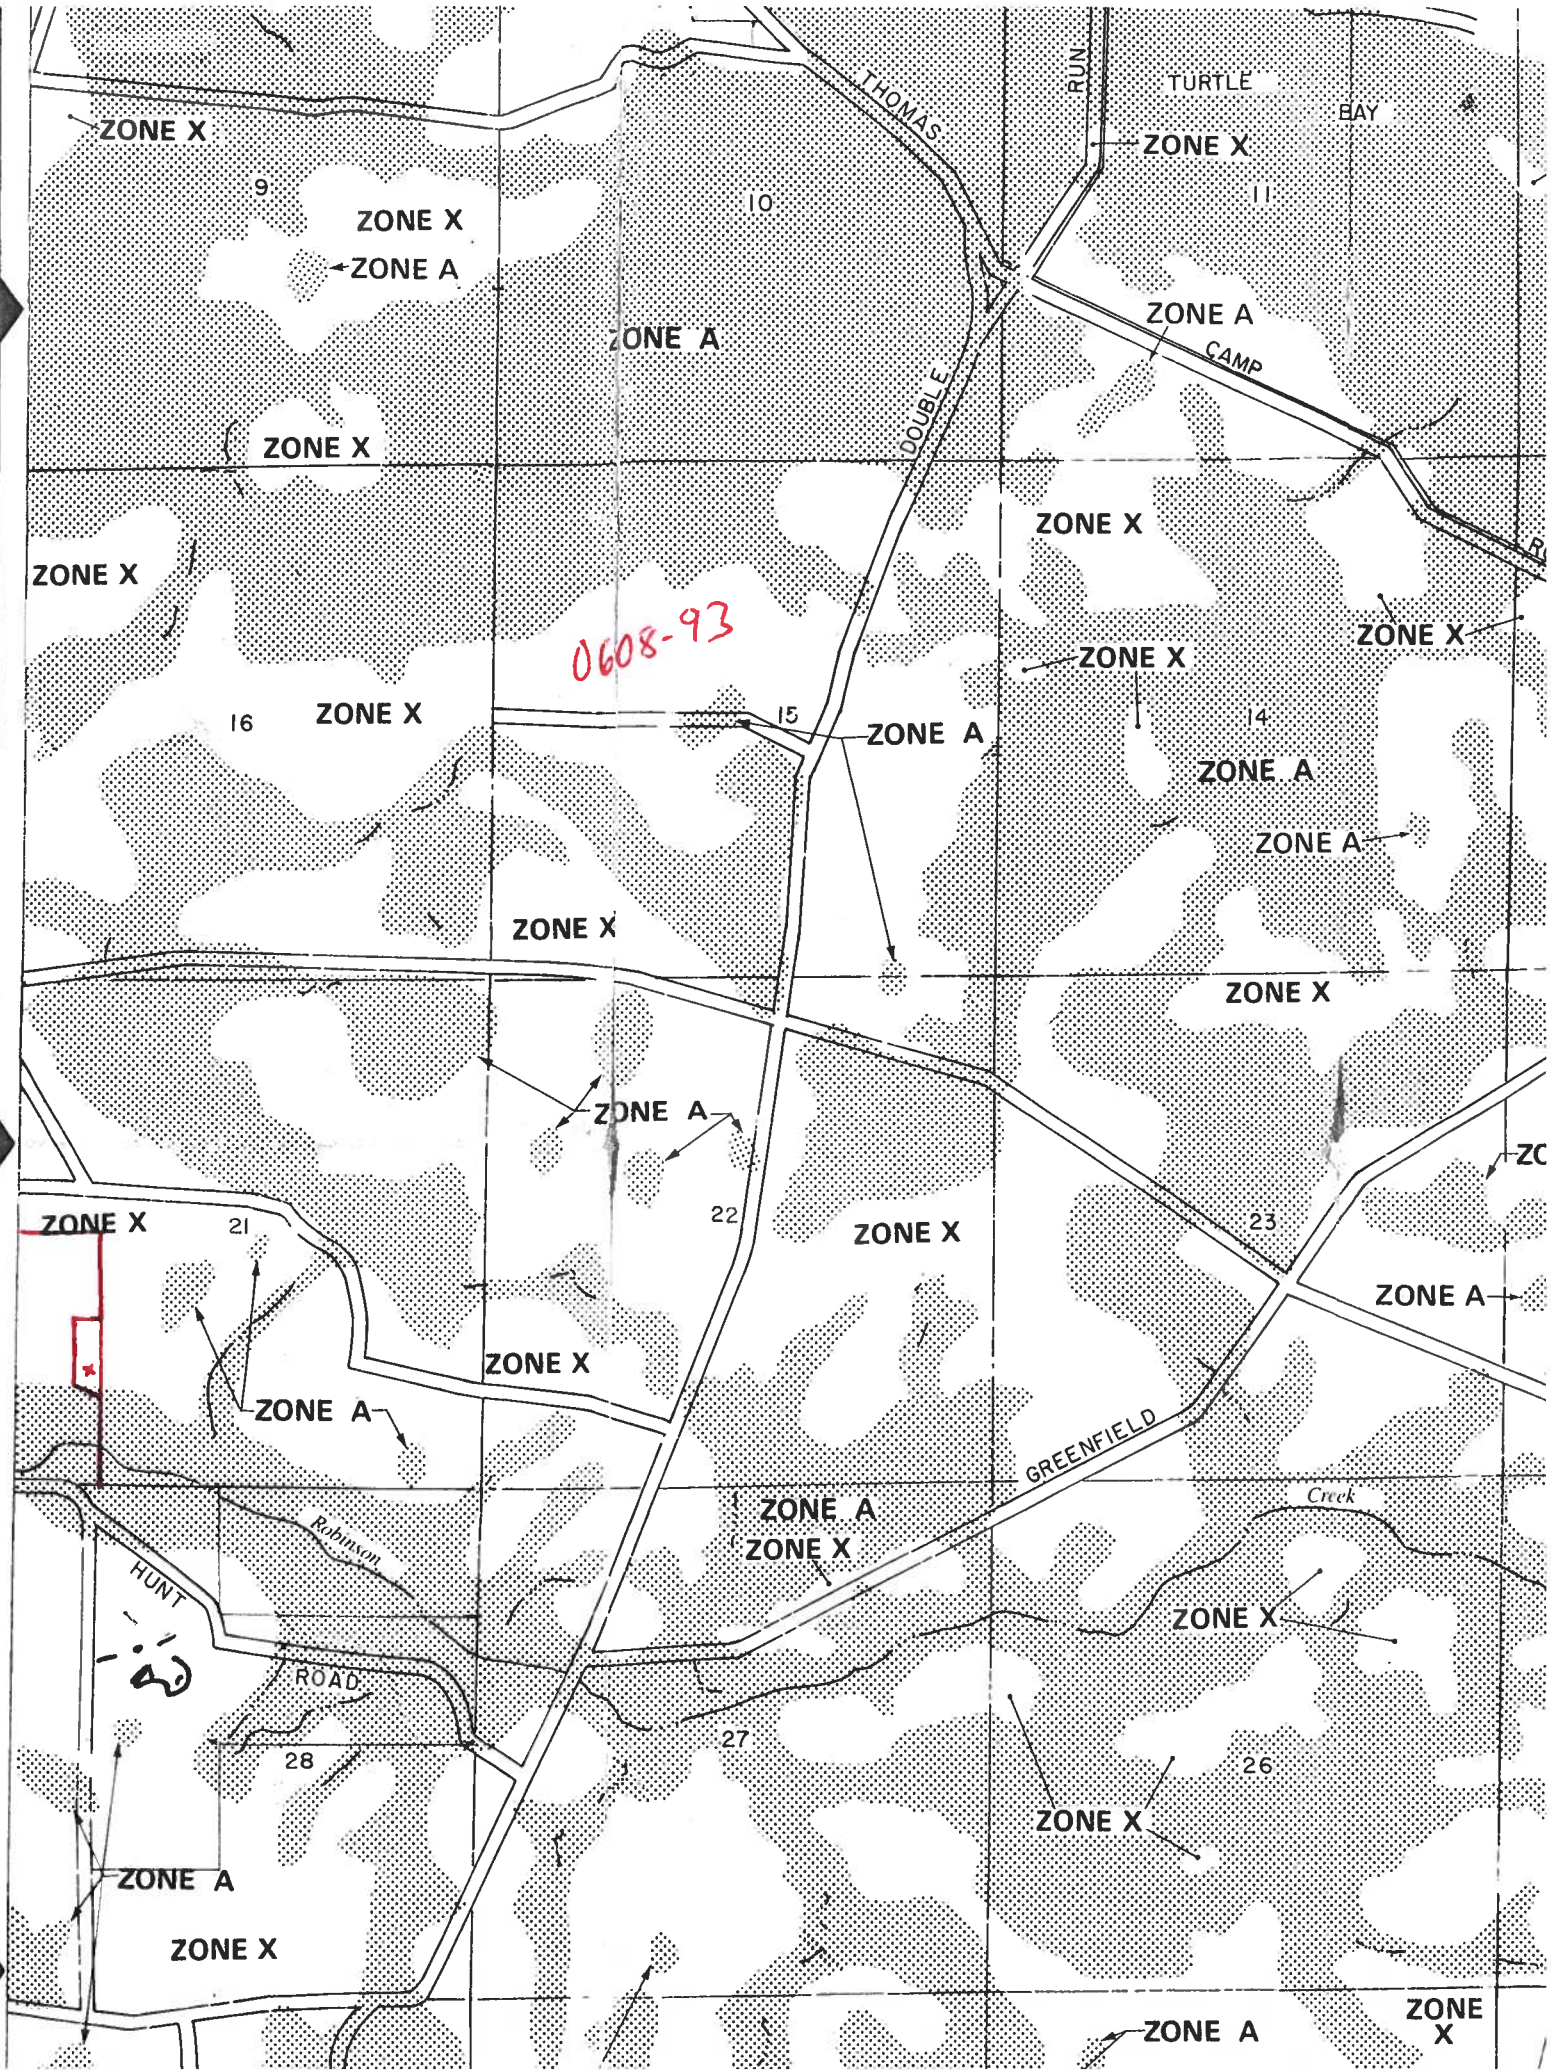 THOMAS
RUN
TURTLE
BAY
ZONE X
ZONE X
9
10
11
ZONE X
ZONE A
ZONE A
ZONE A
CAMP
DOUBLE
ZONE X
ZONE X
ZONE X
0608-93
ZONE X
ZONE X
16
ZONE X
15
14
ZONE A
ZONE A
ZONE A
ZONE X
ZONE X
ZONE A
ZONE X
21
22
ZONE X
23
ZONE A
ZONE X
x
ZONE A
GREENFIELD
Creek
ZONE A
Robinson
ZONE X
HUNT
ZONE X
ROAD
27
28
26
ZONE X
ZONE A
ZONE X
ZONE
X
ZONE A